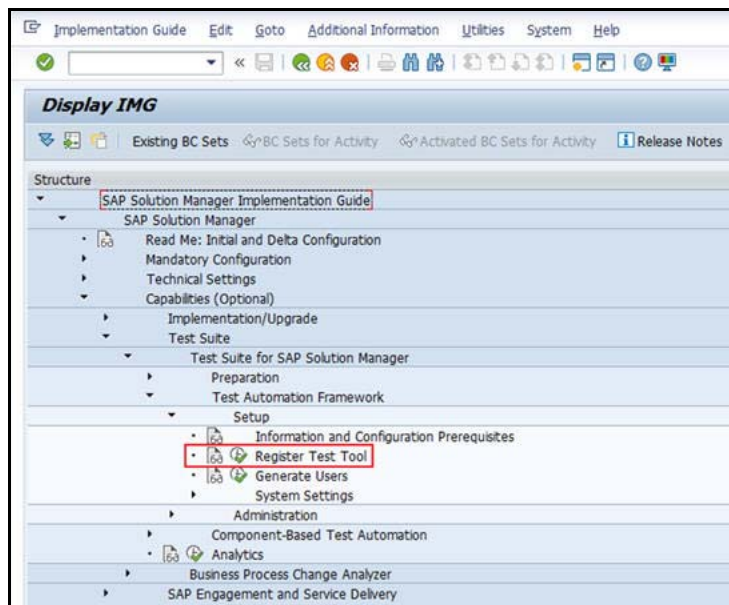 Implementation Guide Edit Goto Additional Information Utilities System Help
Display IMG
Existing BC Sets BC Sets for Activity Activated BC Sets for Activity Release Notes
Structure
SAP Solution Manager Implementation Guide
SAP Solution Manager
Read Me: Initial and Delta Configuration
Mandatory Configuration
Technical Settings
Capabilities (Optional)
Implementation/Upgrade
Test Suite
Test Suite for SAP Solution Manager
Preparation
Test Automation Framework
Setup
Information and Configuration Prerequisites
Register Test Tool
Generate Users
System Settings
Administration
Component-Based Test Automation
Analytics
Business Process Change Analyzer
SAP Engagement and Service Delivery